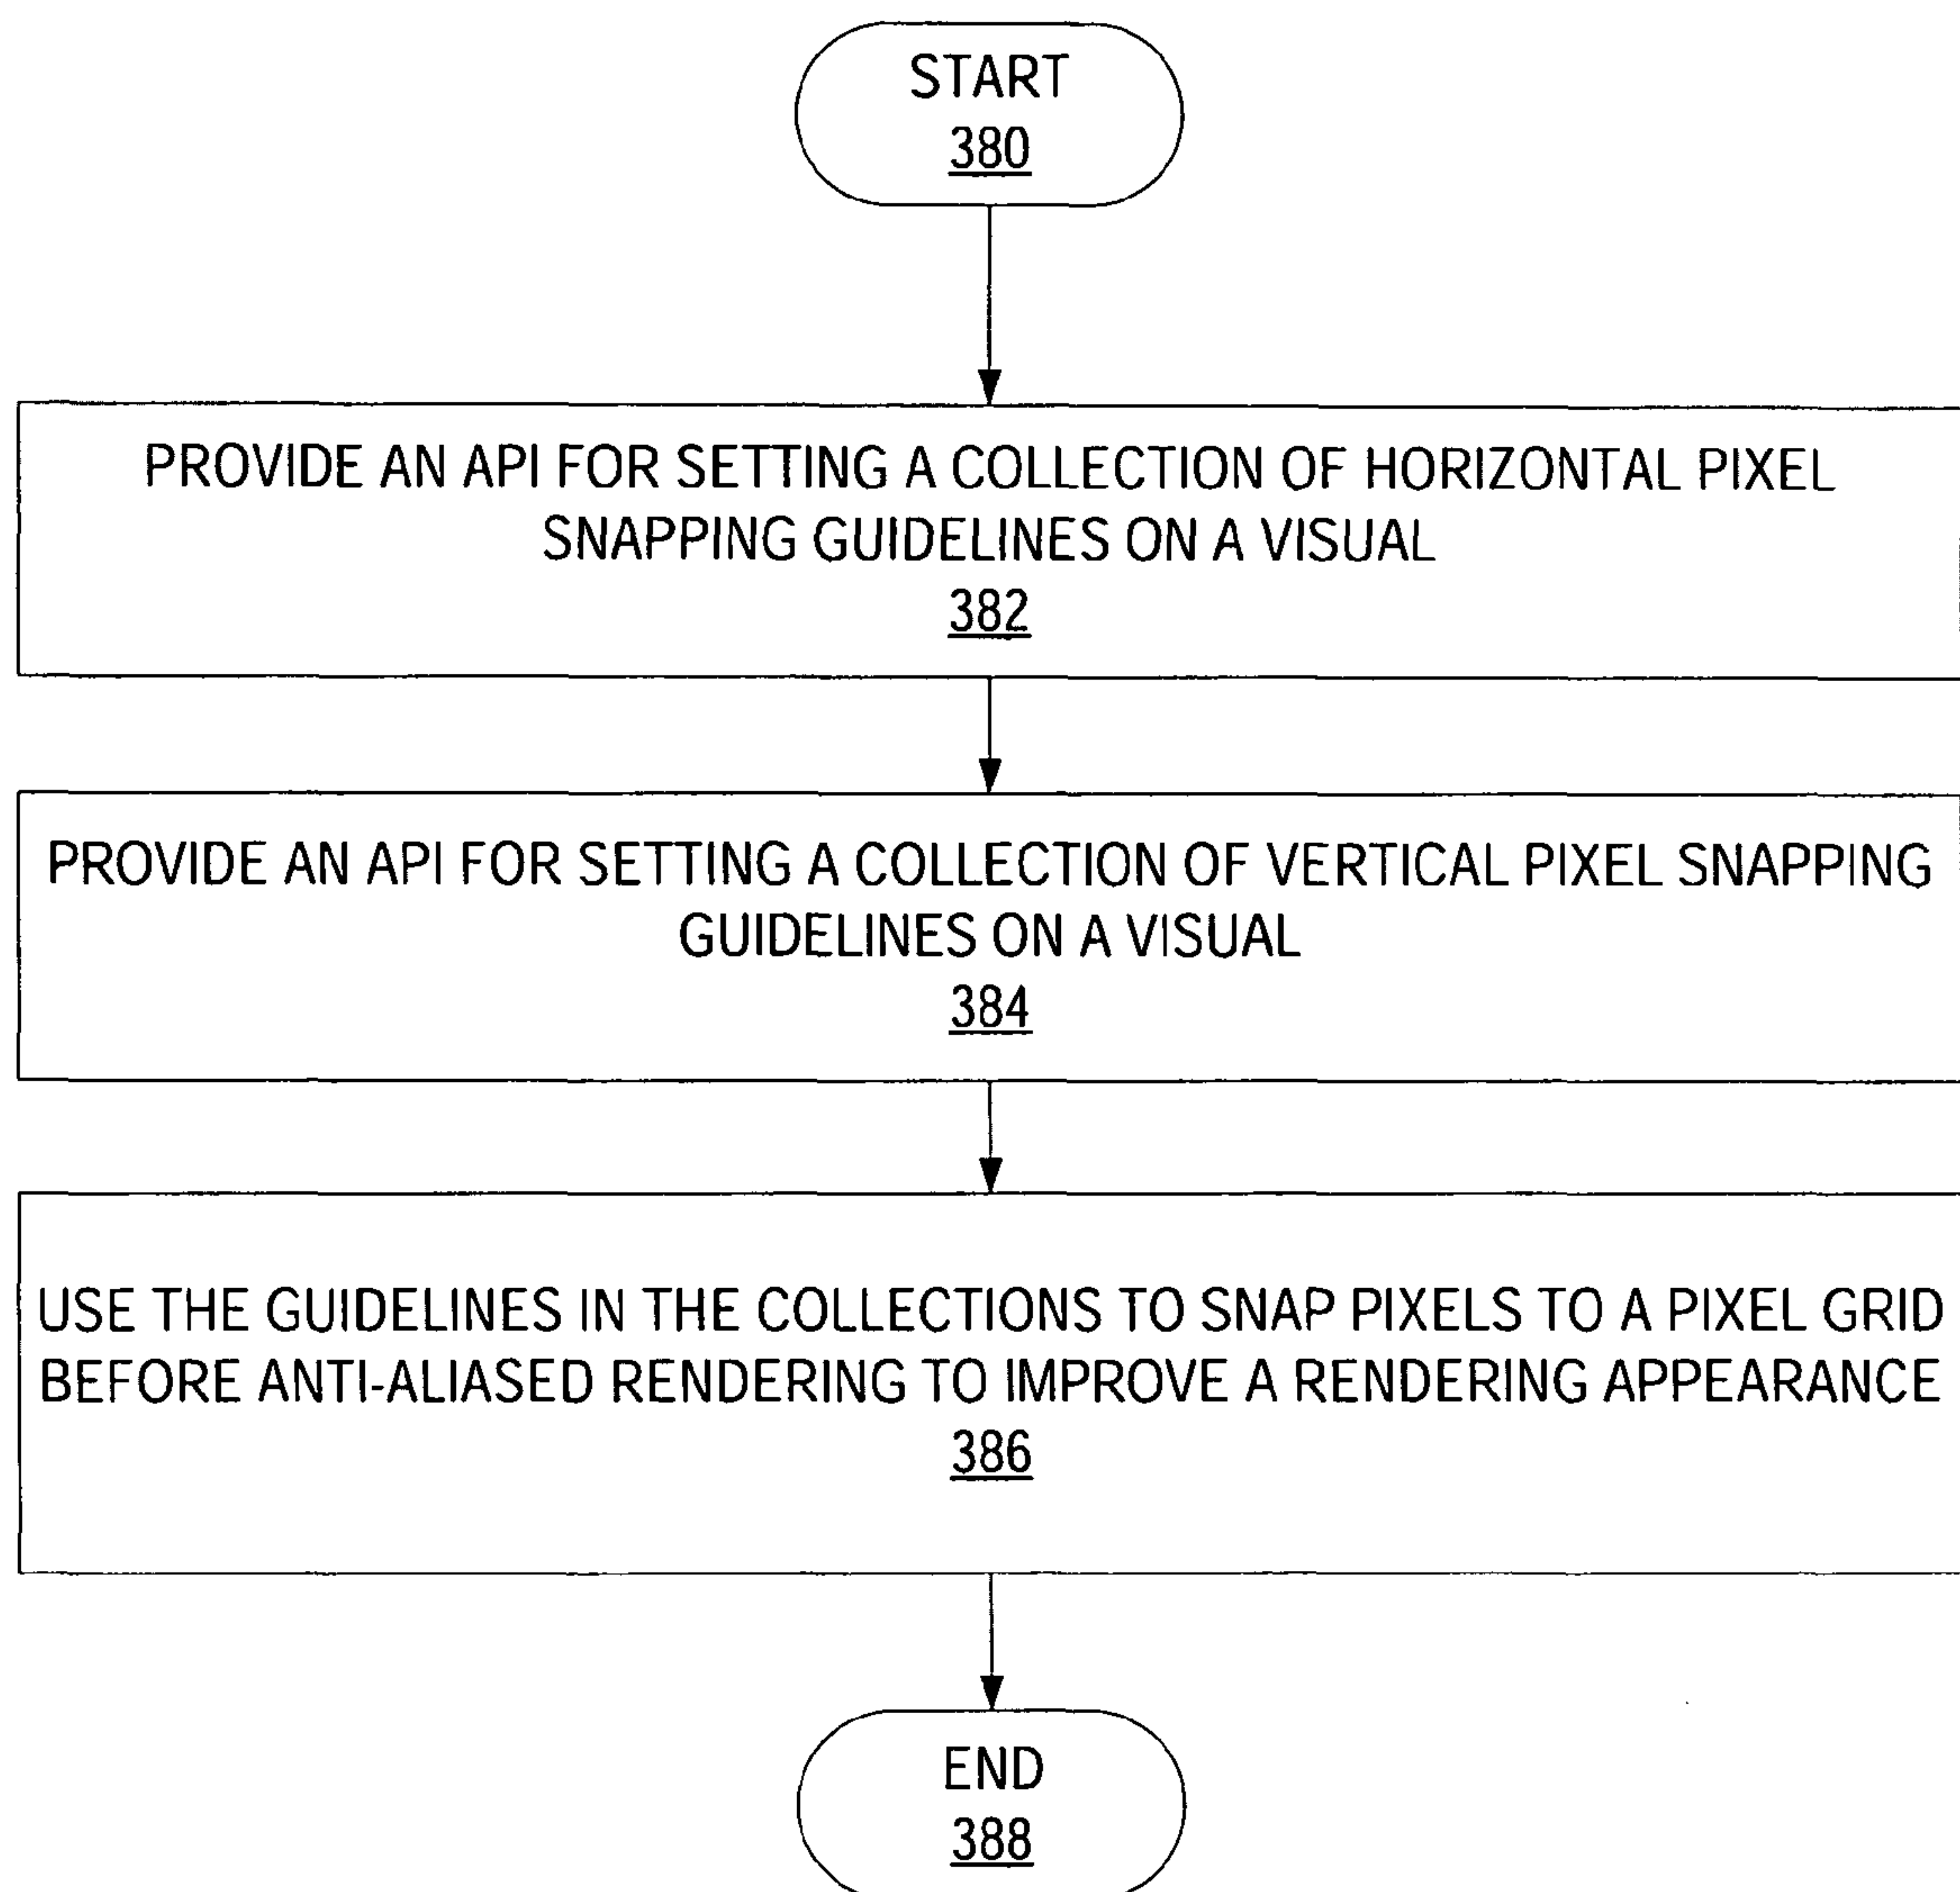 START
380
PROVIDE AN API FOR SETTING A COLLECTION OF HORIZONTAL PIXEL
SNAPPING GUIDELINES ON A VISUAL
382
PROVIDE AN API FOR SETTING A COLLECTION OF VERTICAL PIXEL SNAPPING
GUIDELINES ON A VISUAL
384
USE THE GUIDELINES IN THE COLLECTIONS TO SNAP PIXELS TO A PIXEL GRID
BEFORE ANTI-ALIASED RENDERING TO IMPROVE A RENDERING APPEARANCE
386
END
388